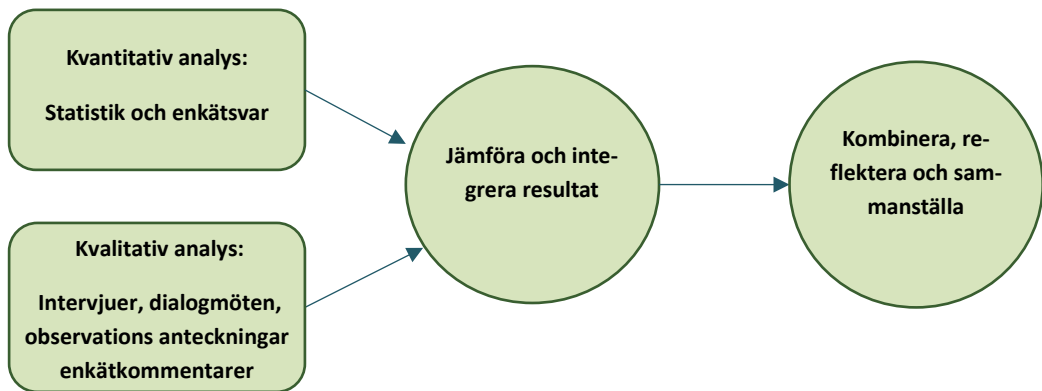 Kvantitativ analys:
Statistik och enkätsvar
Kvalitativ analys:
Intervjuer, dialogmöten,
observations anteckningar
enkätkommentarer
Jämföra och inte-
grera resultat
Kombinera, re-
flektera och sam-
manställa